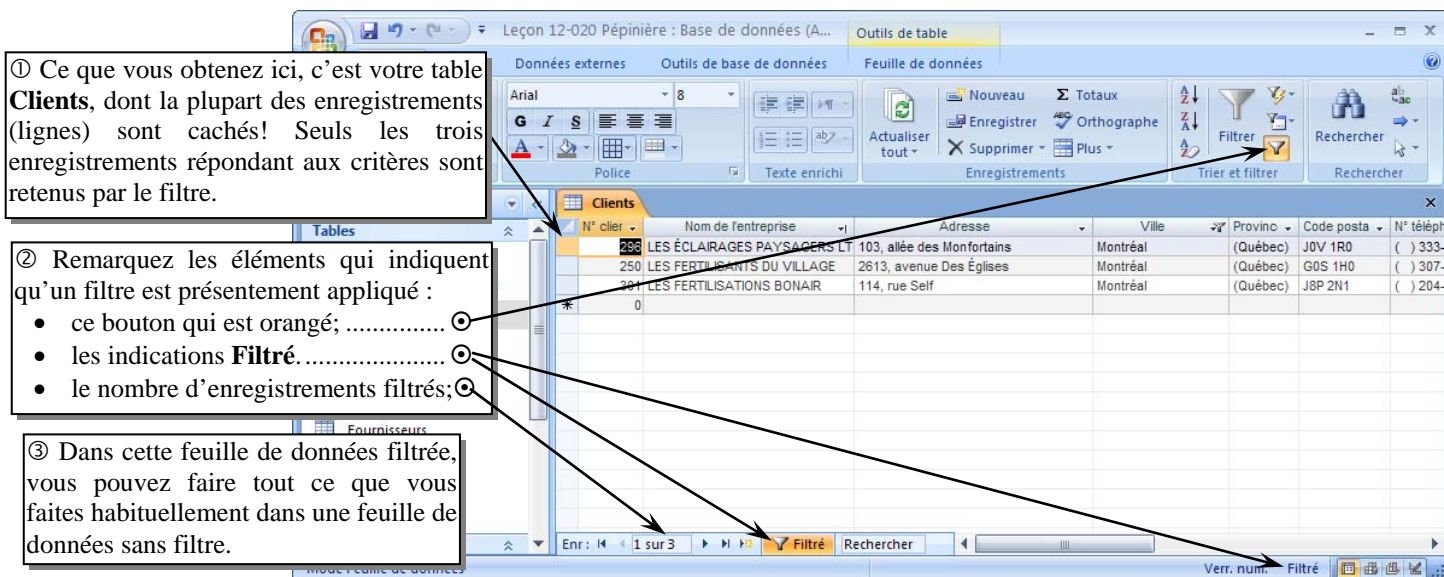 Leçon 12-020 Pépinière : Base de données (A...
Outils de table
Données externes
Outils de base de données
Feuille de données
Arial
8
G I S
A
Police
Texte enrichi
Actualiser
tout
Nouveau
Enregistrer
Supprimer
Σ Totaux
Orthographe
Plus
Enregistrements
Filtrer
Trier et filtrer
Rechercher
Rechercher
① Ce que vous obtenez ici, c’est votre table
Clients, dont la plupart des enregistrements
(lignes) sont cachés! Seuls les trois
enregistrements répondant aux critères sont
retenus par le filtre.
Tables
② Remarquez les éléments qui indiquent
qu’un filtre est présentement appliqué :
• ce bouton qui est orangé; ...............
• les indications Filtré.....................
• le nombre d’enregistrements filtrés;
Fournisseurs
③ Dans cette feuille de données filtrée,
vous pouvez faire tout ce que vous
faites habituellement dans une feuille de
données sans filtre.
Clients
N° clier Nom de l'entreprise Adresse Ville Provinc Code posta N° téléph
296 LES ÉCLAIRAGES PAYSAGERS LT 103, allée des Monfortains Montréal (Québec) J0V 1R0 ( ) 333-
250 LES FERTILISANTS DU VILLAGE 2613, avenue Des Églises Montréal (Québec) G0S 1H0 ( ) 307-
301 LES FERTILISATIONS BONAIR 114, rue Self Montréal (Québec) J8P 2N1 ( ) 204-
* 0
Enr : 1 sur 3 Filtré Rechercher
Mode Feuille de données
Verr. num. Filtré